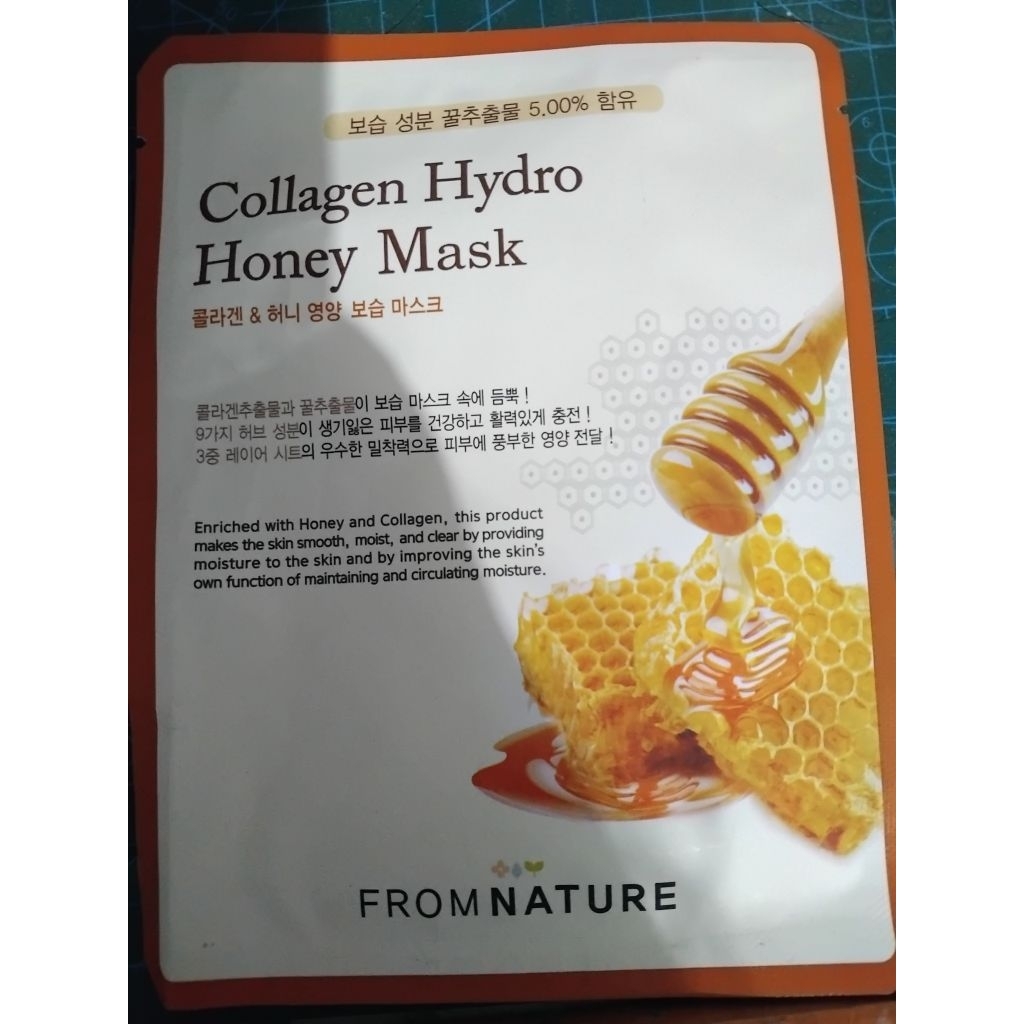 보습 성분 꿀추출물 5.00% 함유
Collagen Hydro
Honey Mask
콜라겐 & 허니 영양 보습 마스크
콜라겐추출물과 꿀추출물이 보습 마스크 속에 듬뿍 !
9가지 허브 성분이 생기잃은 피부를 건강하고 활력있게 충전 !
3중 레이어 시트의 우수한 밀착력으로 피부에 풍부한 영양 전달 !
Enriched with Honey and Collagen, this product
makes the skin smooth, moist, and clear by providing
moisture to the skin and by improving the skin's
own function of maintaining and circulating moisture.
FROMNATURE